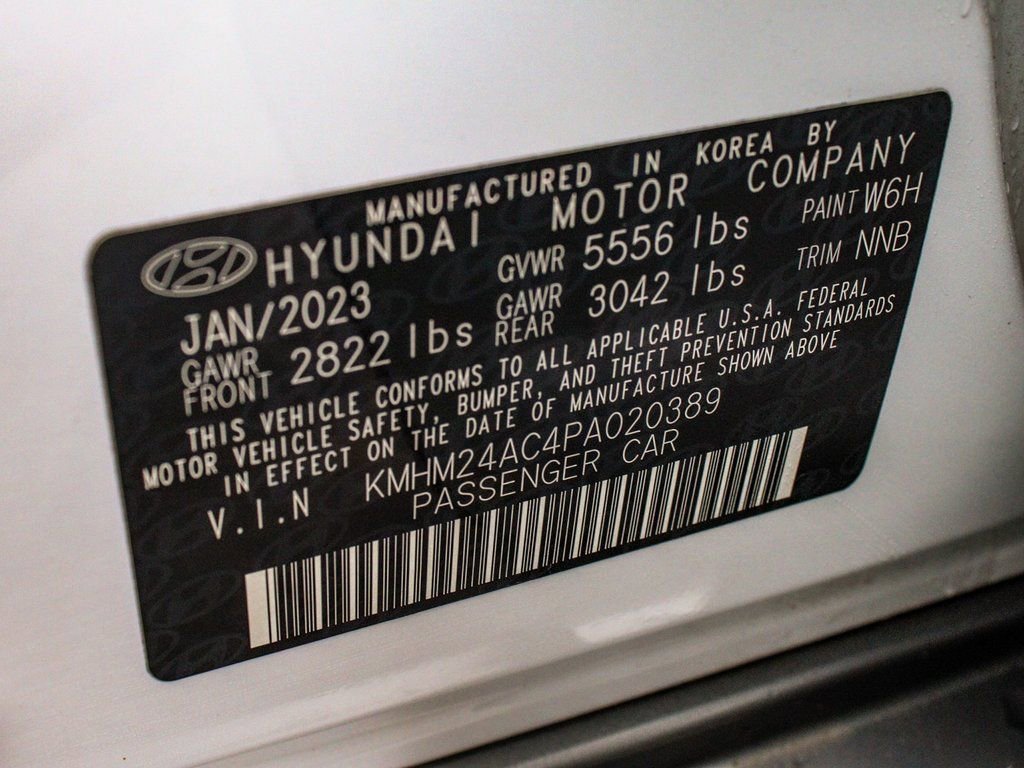 MANUFACTURED IN KOREA BY
HYUNDAI MOTOR COMPANY
JAN/2023 GVWR 5556 lbs PAINT W6H
GAWR FRONT 2822 lbs GAWR REAR 3042 lbs TRIM NNB
THIS VEHICLE CONFORMS TO ALL APPLICABLE U.S.A. FEDERAL
MOTOR VEHICLE SAFETY, BUMPER, AND THEFT PREVENTION STANDARDS
IN EFFECT ON THE DATE OF MANUFACTURE SHOWN ABOVE
V.I.N KMHM24AC4PA020389
PASSENGER CAR